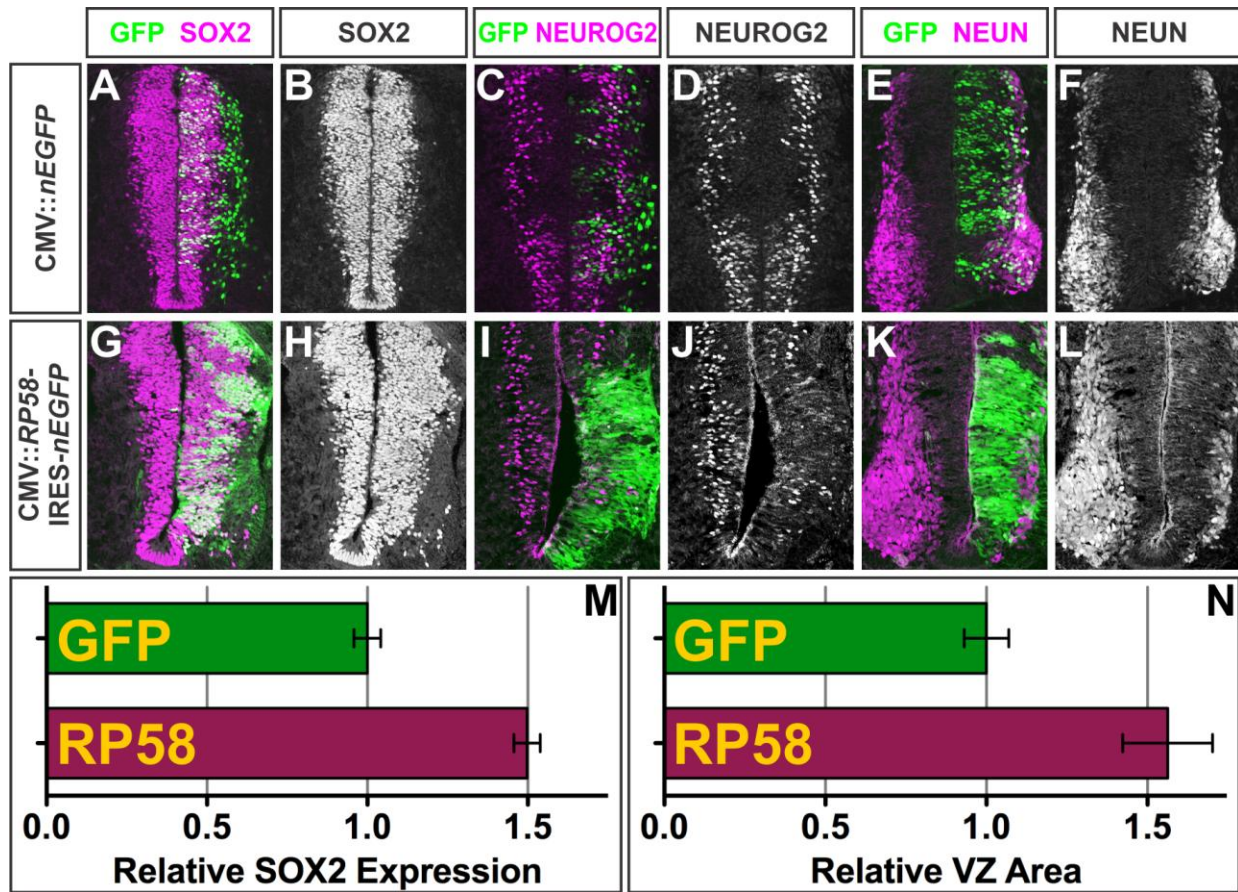 GFP SOX2
SOX2
GFP NEUROG2
NEUROG2
GFP NEUN
NEUN
CMV::nEGFP
A
B
C
D
E
F
CMV::RP58-
IRES-nEGFP
G
H
I
J
K
L
M
GFP
RP58
0.0 0.5 1.0 1.5
Relative SOX2 Expression
N
GFP
RP58
0.0 0.5 1.0 1.5
Relative VZ Area